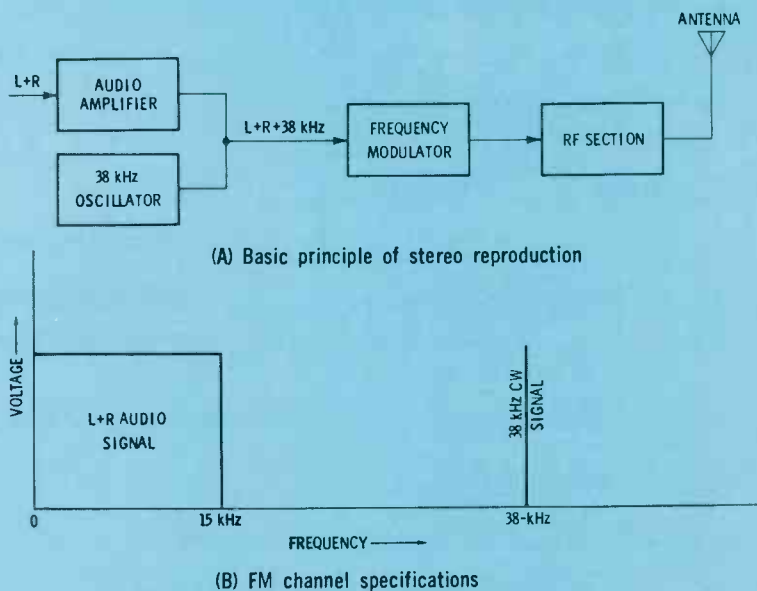 ANTENNA
L+R
AUDIO
AMPLIFIER
L+R+38 kHz
FREQUENCY
MODULATOR
RF SECTION
38 kHz
OSCILLATOR
(A) Basic principle of stereo reproduction
VOLTAGE
L+R AUDIO
SIGNAL
38 kHz CW
SIGNAL
0
15 kHz
38-kHz
FREQUENCY
(B) FM channel specifications